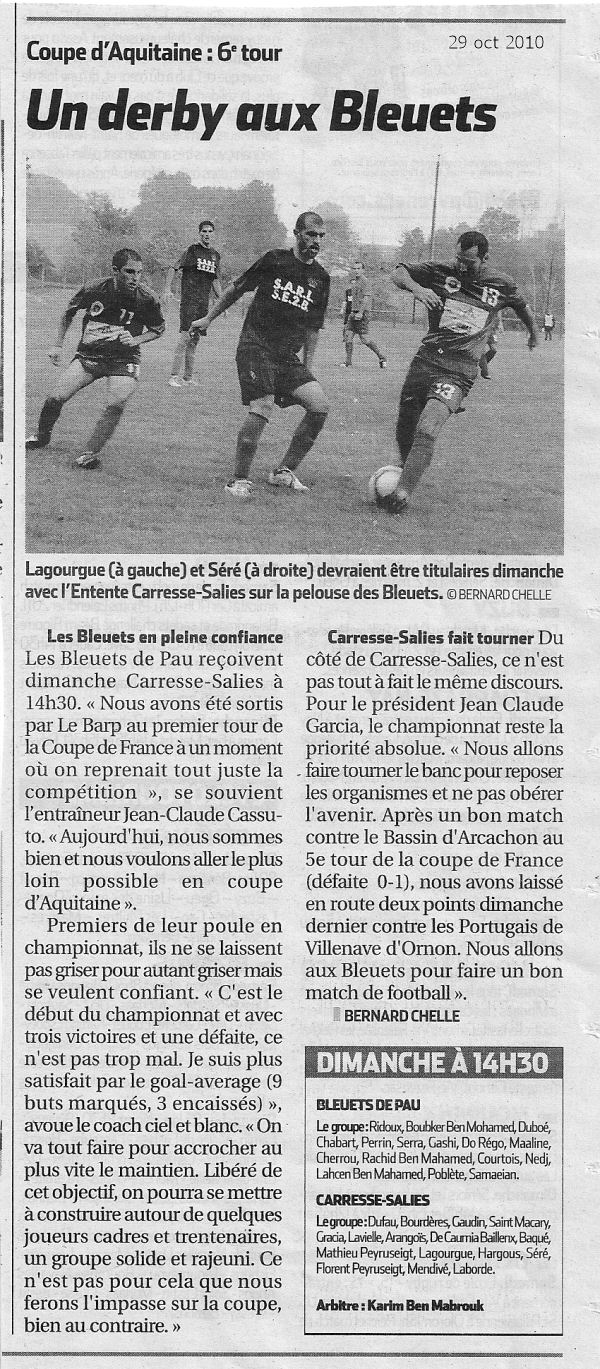 29 oct 2010
Coupe d'Aquitaine : 6e tour
Un derby aux Bleuets
S.A.R.L
S.E.2.B.
S.A.R.L
SE2B
11
13
13
Lagourgue (à gauche) et Séré (à droite) devraient être titulaires dimanche
avec l'Entente Carresse-Salies sur la pelouse des Bleuets. © BERNARD CHELLE
Les Bleuets en pleine confiance
Les Bleuets de Pau reçoivent
dimanche Carresse-Salies à
14h30. « Nous avons été sortis
par Le Barp au premier tour de
la Coupe de France à un moment
où on reprenait tout juste la
compétition », se souvient
l'entraîneur Jean-Claude Cassu-
to. « Aujourd'hui, nous sommes
bien et nous voulons aller le plus
loin possible en coupe
d'Aquitaine ».
Premiers de leur poule en
championnat, ils ne se laissent
pas griser pour autant griser mais
se veulent confiant. « C'est le
début du championnat et avec
trois victoires et une défaite, ce
n'est pas trop mal. Je suis plus
satisfait par le goal-average (9
buts marqués, 3 encaissés) »,
avoue le coach ciel et blanc. « On
va tout faire pour accrocher au
plus vite le maintien. Libéré de
cet objectif, on pourra se mettre
à construire autour de quelques
joueurs cadres et trentenaires,
un groupe solide et rajeuni. Ce
n'est pas pour cela que nous
ferons l'impasse sur la coupe,
bien au contraire. »
Carresse-Salies fait tourner Du
côté de Carresse-Salies, ce n'est
pas tout à fait le même discours.
Pour le président Jean Claude
Garcia, le championnat reste la
priorité absolue. « Nous allons
faire tourner le banc pour reposer
les organismes et ne pas obérer
l'avenir. Après un bon match
contre le Bassin d'Arcachon au
5e tour de la coupe de France
(défaite 0-1), nous avons laissé
en route deux points dimanche
dernier contre les Portugais de
Villenave d'Ornon. Nous allons
aux Bleuets pour faire un bon
match de football ».
BERNARD CHELLE
DIMANCHE À 14H30
BLEUETS DE PAU
Le groupe : Ridoux, Boubker Ben Mohamed, Duboé,
Chabart, Perrin, Serra, Gashi, Do Régo, Maaline,
Cherrou, Rachid Ben Mahamed, Courtois, Nedj,
Lahcen Ben Mahamed, Poblète, Samaeian.
CARRESSE-SALIES
Le groupe : Dufau, Bourdères, Gaudin, Saint Macary,
Gracia, Lavielle, Arangoïs, De Caumia Baillenx, Baqué,
Mathieu Peyruseigt, Lagourgue, Hargous, Séré,
Florent Peyruseigt, Mendivé, Laborde.
Arbitre : Karim Ben Mabrouk